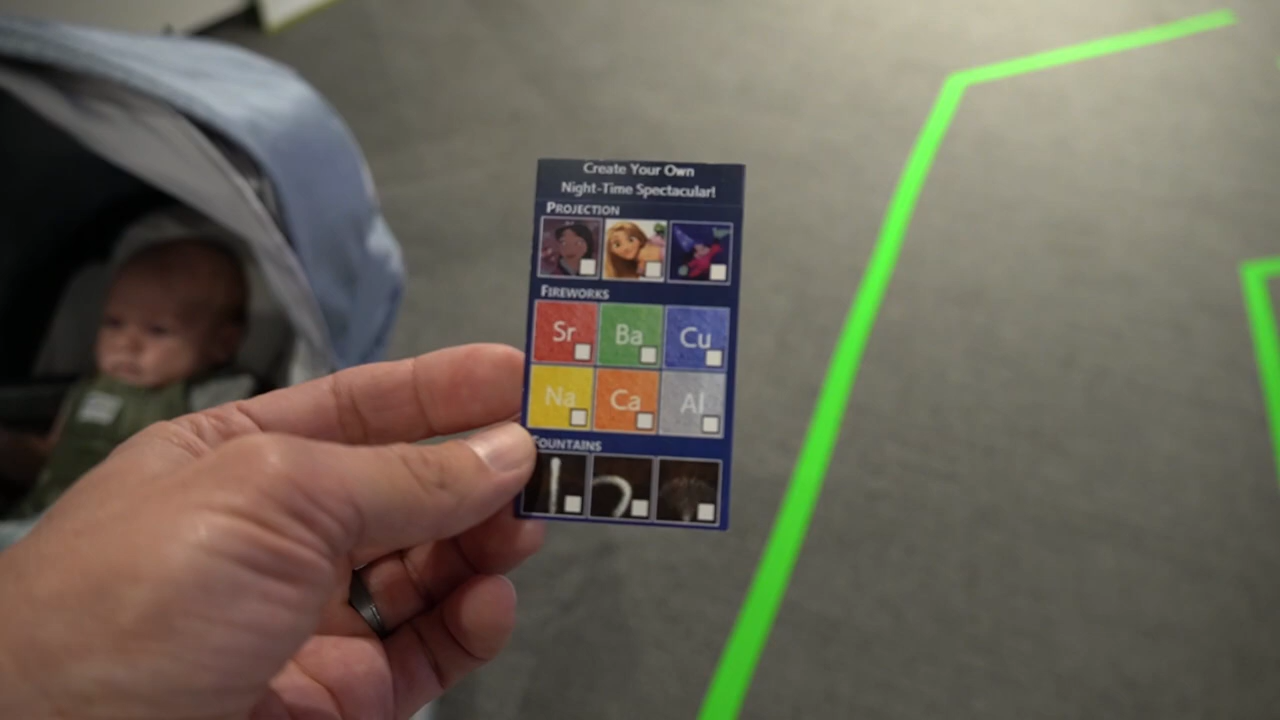 Create Your Own
Night-Time Spectacular!
PROJECTION
FIREWORKS
Sr Ba Cu
Na Ca Al
FOUNTAINS